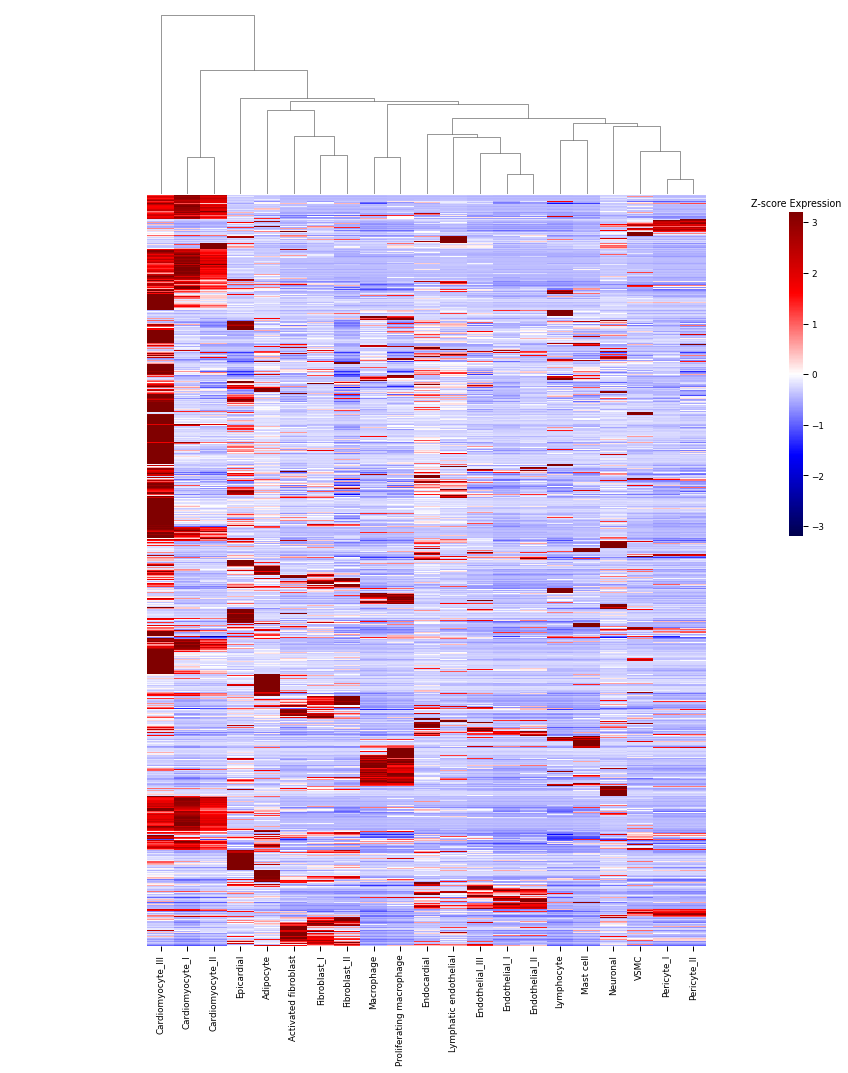 Z-score Expression
3
2
1
0
−1
−2
−3
Cardiomyocyte_III
Cardiomyocyte_I
Cardiomyocyte_II
Epicardial
Adipocyte
Activated fibroblast
Fibroblast_I
Fibroblast_II
Macrophage
Proliferating macrophage
Endocardial
Lymphatic endothelial
Endothelial_III
Endothelial_I
Endothelial_II
Lymphocyte
Mast cell
Neuronal
VSMC
Pericyte_I
Pericyte_II